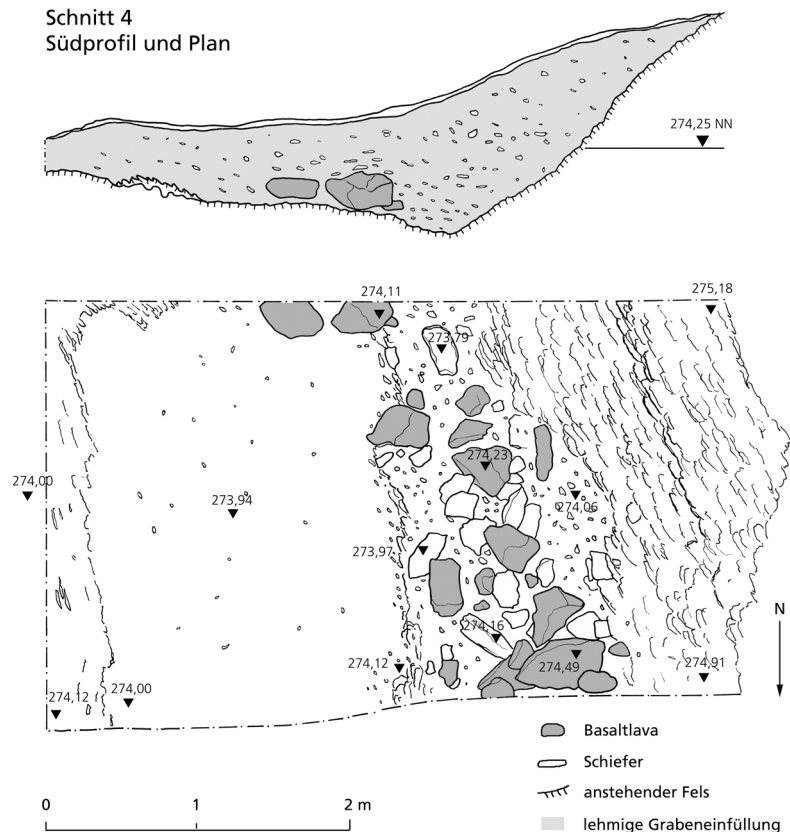 Schnitt 4
Südprofil und Plan
274,25 NN
274,11
275,18
273,79
274,23
274,00
273,94
274,06
273,97
274,16
274,12
274,49
274,91
274,12
274,00
N
Basaltlava
Schiefer
anstehender Fels
lehmige Grabeneinfüllung
0 1 2 m